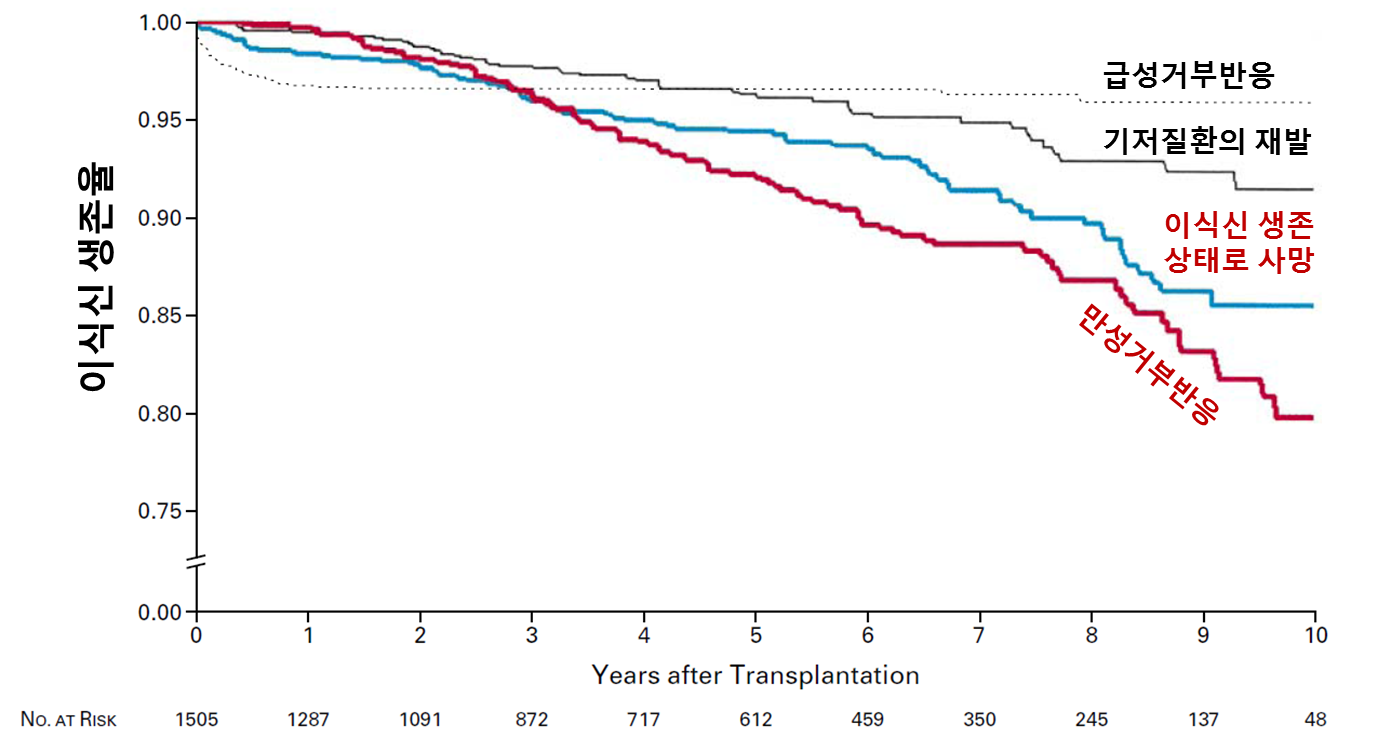 1.00
0.95
0.90
0.85
0.80
0.75
0.00
이식신 생존율
급성거부반응
기저질환의 재발
이식신 생존
상태로 사망
만성거부반응
0 1 2 3 4 5 6 7 8 9 10
Years after Transplantation
NO. AT RISK 1505 1287 1091 872 717 612 459 350 245 137 48